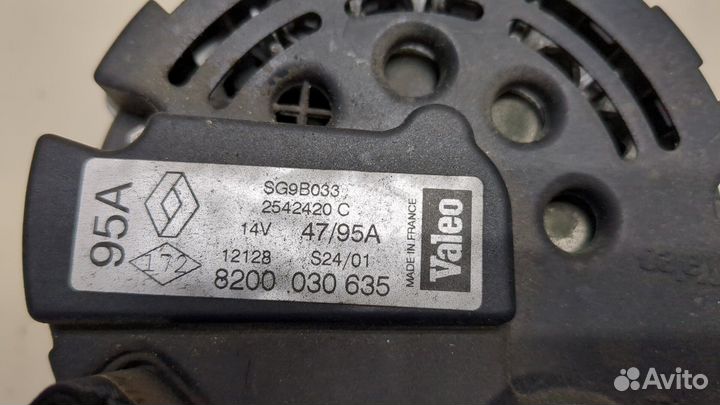 95A
SG9B033
2542420 C
14V 47/95A
172
12128 S24/01
8200 030 635
MADE IN FRANCE
Valeo
Avito